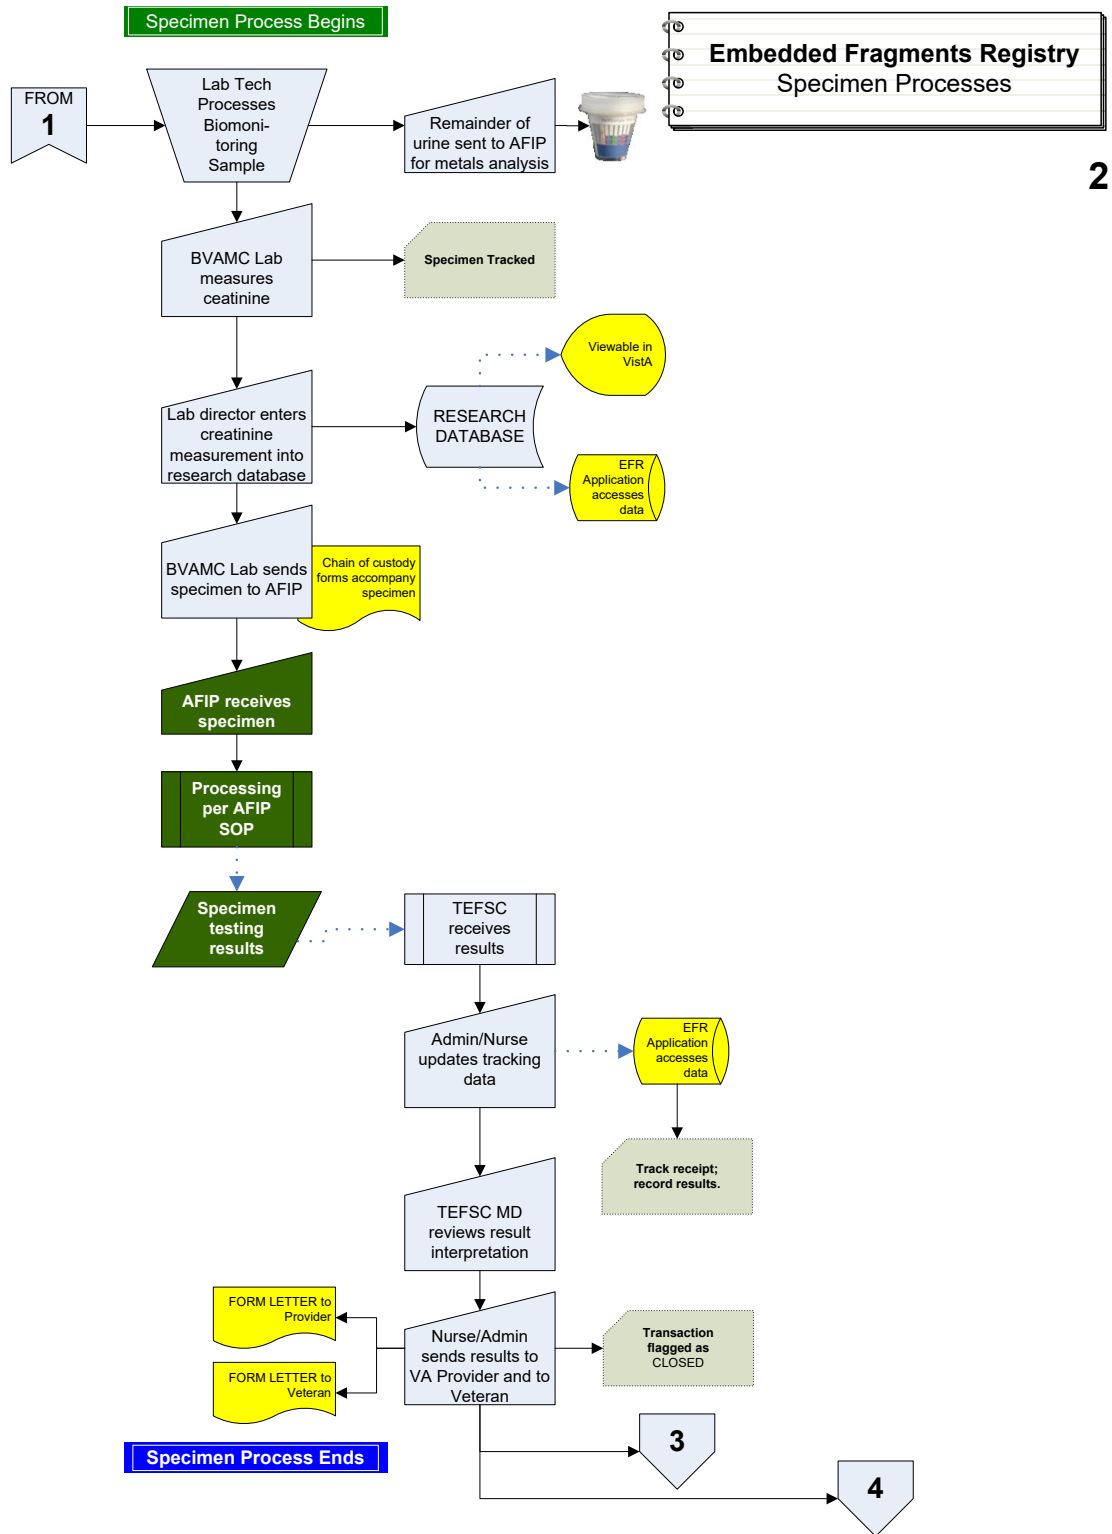 Specimen Process Begins
Embedded Fragments Registry
Specimen Processes
2
FROM
1
Lab Tech
Processes
Biomoni-
toring
Sample
Remainder of
urine sent to AFIP
for metals analysis
BVAMC Lab
measures
ceatinine
Specimen Tracked
Viewable in
VistA
Lab director enters
creatinine
measurement into
research database
RESEARCH
DATABASE
EFR
Application
accesses
data
BVAMC Lab sends
specimen to AFIP
Chain of custody
forms accompany
specimen
AFIP receives
specimen
Processing
per AFIP
SOP
Specimen
testing
results
TEFSC
receives
results
Admin/Nurse
updates tracking
data
EFR
Application
accesses
data
Track receipt;
record results.
TEFSC MD
reviews result
interpretation
FORM LETTER to
Provider
FORM LETTER to
Veteran
Nurse/Admin
sends results to
VA Provider and to
Veteran
Transaction
flagged as
CLOSED
3
Specimen Process Ends
4